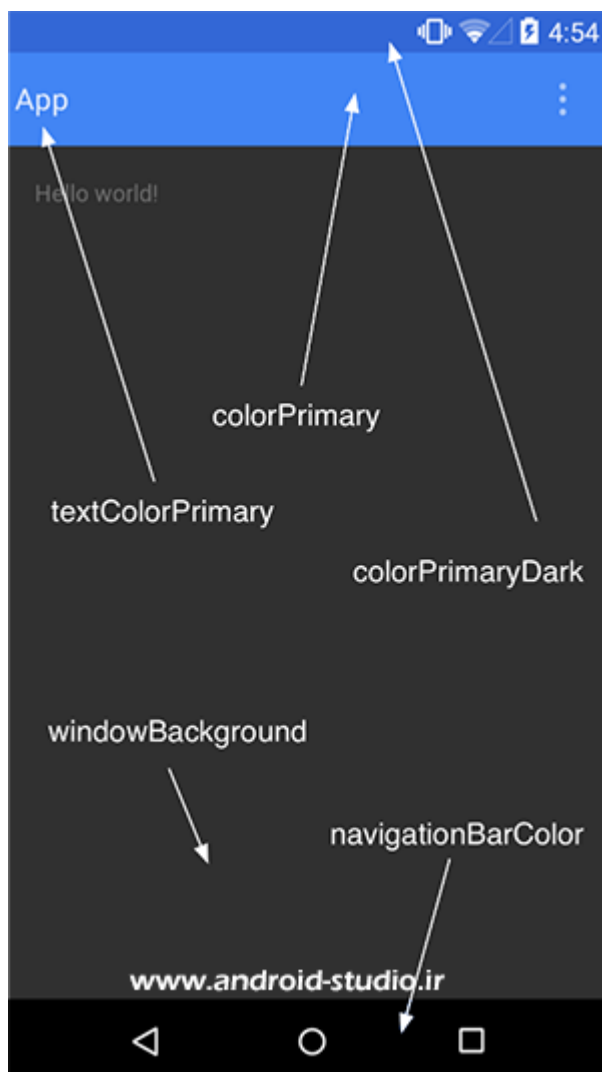 4:54
App
Hello world!
colorPrimary
textColorPrimary
colorPrimaryDark
windowBackground
navigationBarColor
www.android-studio.ir